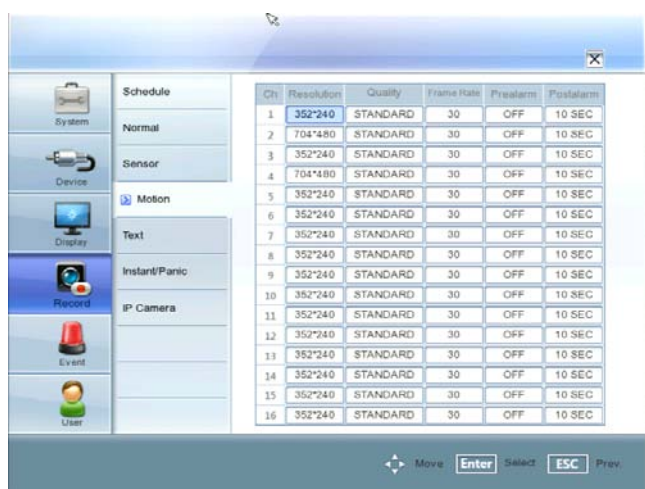 System
Device
Display
Record
Event
User
Schedule
Normal
Sensor
Motion
Text
Instant/Panic
IP Camera
Ch Resolution Quality Frame Rate Prealarm Postalarm
1 352*240 STANDARD 30 OFF 10 SEC
2 704*480 STANDARD 30 OFF 10 SEC
3 352*240 STANDARD 30 OFF 10 SEC
4 704*480 STANDARD 30 OFF 10 SEC
5 352*240 STANDARD 30 OFF 10 SEC
6 352*240 STANDARD 30 OFF 10 SEC
7 352*240 STANDARD 30 OFF 10 SEC
8 352*240 STANDARD 30 OFF 10 SEC
9 352*240 STANDARD 30 OFF 10 SEC
10 352*240 STANDARD 30 OFF 10 SEC
11 352*240 STANDARD 30 OFF 10 SEC
12 352*240 STANDARD 30 OFF 10 SEC
13 352*240 STANDARD 30 OFF 10 SEC
14 352*240 STANDARD 30 OFF 10 SEC
15 352*240 STANDARD 30 OFF 10 SEC
16 352*240 STANDARD 30 OFF 10 SEC
Move Enter Select ESC Prev.